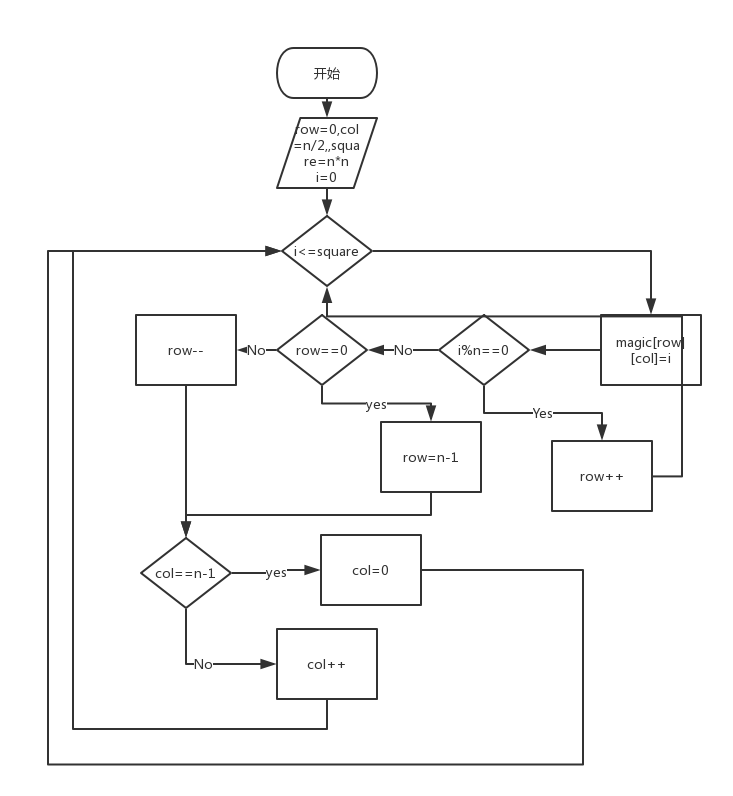 开始
row=0,col
=n/2,,squa
re=n*n
i=0
i<=square
row--
No
row==0
No
i%n==0
magic[row]
[col]=i
yes
Yes
row=n-1
row++
col==n-1
yes
col=0
No
col++